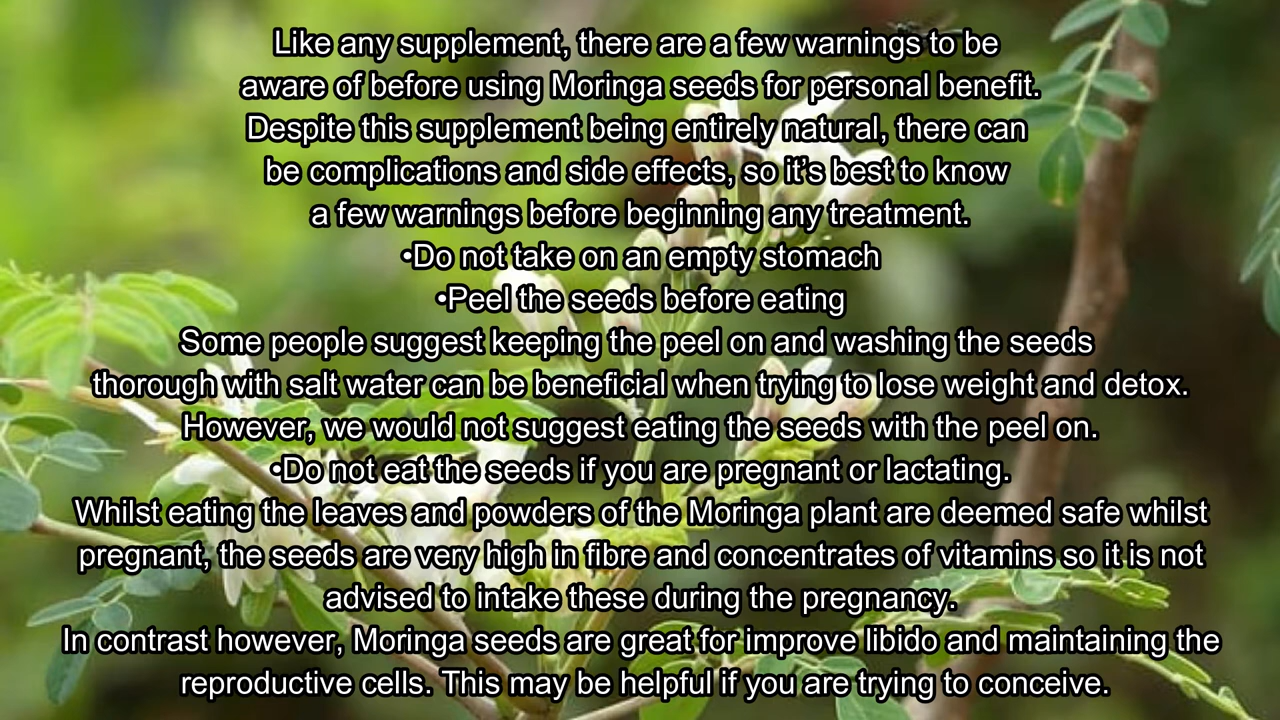 Like any supplement, there are a few warnings to be
aware of before using Moringa seeds for personal benefit.
Despite this supplement being entirely natural, there can
be complications and side effects, so it’s best to know
a few warnings before beginning any treatment.
•Do not take on an empty stomach
•Peel the seeds before eating
Some people suggest keeping the peel on and washing the seeds
thorough with salt water can be beneficial when trying to lose weight and detox.
However, we would not suggest eating the seeds with the peel on.
•Do not eat the seeds if you are pregnant or lactating.
Whilst eating the leaves and powders of the Moringa plant are deemed safe whilst
pregnant, the seeds are very high in fibre and concentrates of vitamins so it is not
advised to intake these during the pregnancy.
In contrast however, Moringa seeds are great for improve libido and maintaining the
reproductive cells. This may be helpful if you are trying to conceive.